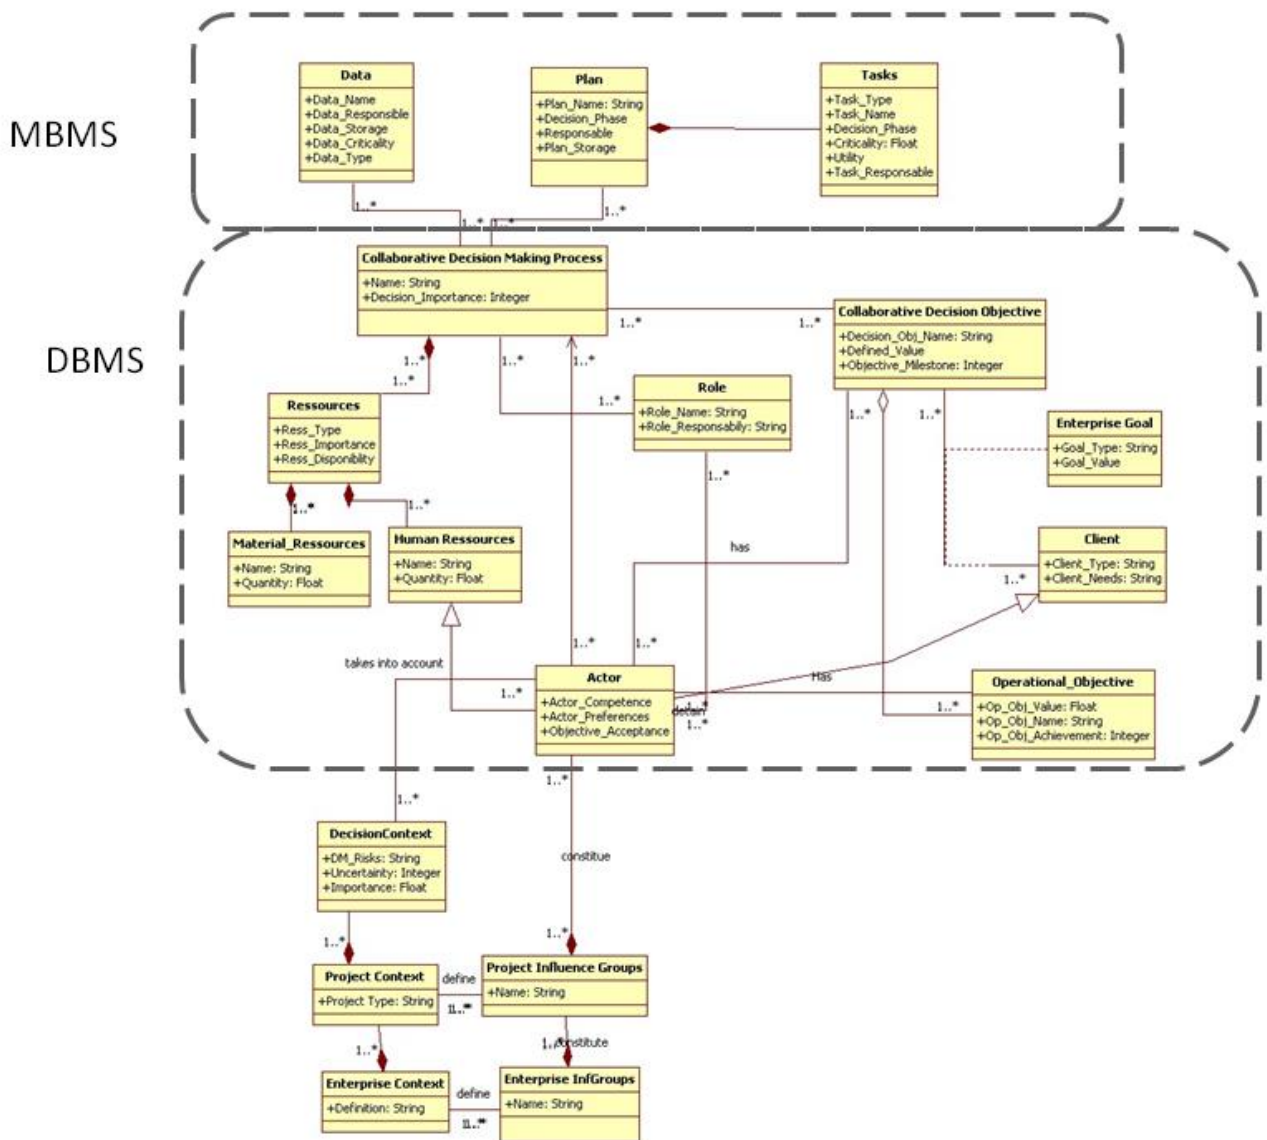 MBMS
Data
+Data_Name
+Data_Responsible
+Data_Storage
+Data_Criticality
+Data_Type
Plan
+Plan_Name: String
+Decision_Phase
+Responsable
+Plan_Storage
Tasks
+Task_Type
+Task_Name
+Decision_Phase
+Criticality: Float
+Utility
+Task_Responsable
1..*
1..*
1..*
1..*
DBMS
Collaborative Decision Making Process
+Name: String
+Decision_Importance: Integer
1..*
1..*
Collaborative Decision Objective
+Decision_Obj_Name: String
+Defined_Value
+Objective_Milestone: Integer
1..*
1..*
1..*
1..*
Ressources
+Ress_Type
+Ress_Importance
+Ress_Disponiblity
1..*
Role
+Role_Name: String
+Role_Responsabily: String
1..*
1..*
Enterprise Goal
+Goal_Type: String
+Goal_Value
1..*
1..*
1..*
Material_Ressources
+Name: String
+Quantity: Float
Human Ressources
+Name: String
+Quantity: Float
has
Client
+Client_Type: String
+Client_Needs: String
1..*
1..*
1..*
takes into account
1..*
Actor
+Actor_Competence
+Actor_Preferences
+Objective_Acceptance
Has
1..*
1..*
1..*
Operational_Objective
+Op_Obj_Value: Float
+Op_Obj_Name: String
+Op_Obj_Achievement: Integer
1..*
1..*
DecisionContext
+DM_Risks: String
+Uncertainty: Integer
+Importance: Float
constitue
1..*
1..*
Project Context
+Project Type: String
define
Project Influence Groups
+Name: String
1..*
Enterprise Context
+Definition: String
define
Enterprise InfGroups
+Name: String